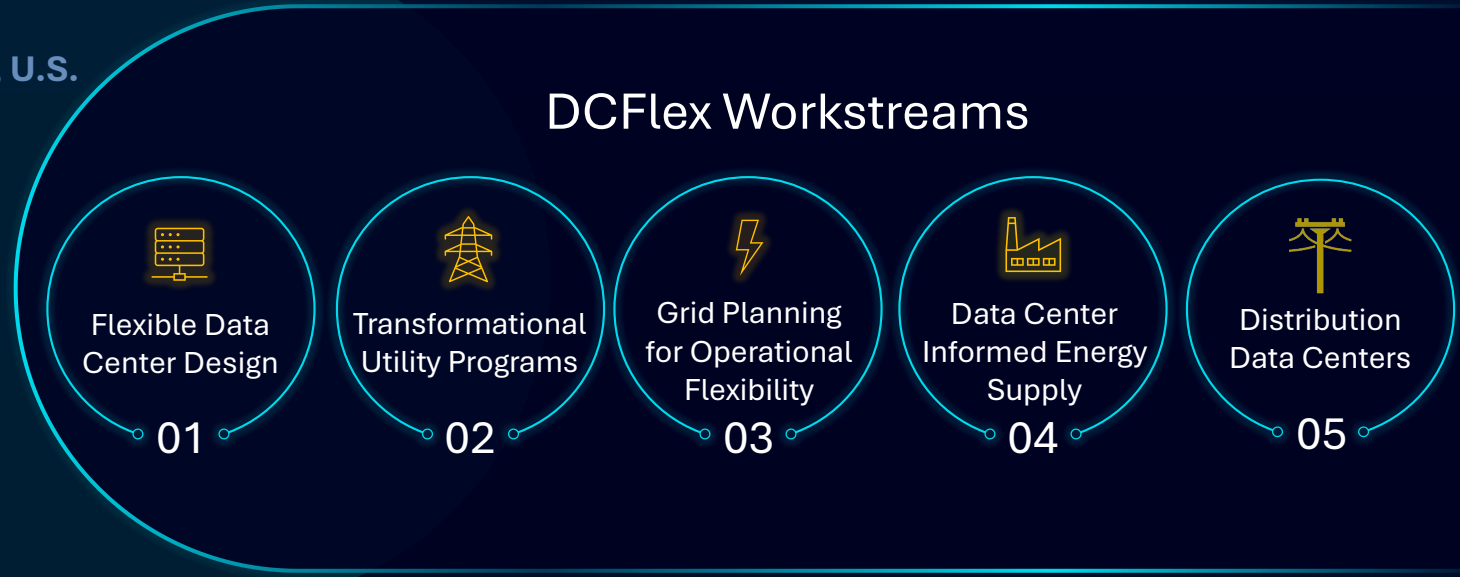 U.S.
DCFlex Workstreams
Flexible Data
Center Design
01
Transformational
Utility Programs
02
Grid Planning
for Operational
Flexibility
03
Data Center
Informed Energy
Supply
04
Distribution
Data Centers
05